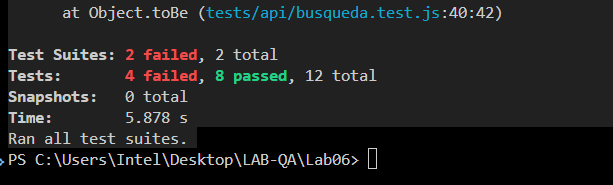 at Object.toBe (tests/api/busqueda.test.js:40:42)
Test Suites: 2 failed, 2 total
Tests:       4 failed, 8 passed, 12 total
Snapshots:   0 total
Time:        5.878 s
Ran all test suites.
PS C:\Users\Intel\Desktop\LAB-QA\Lab06>